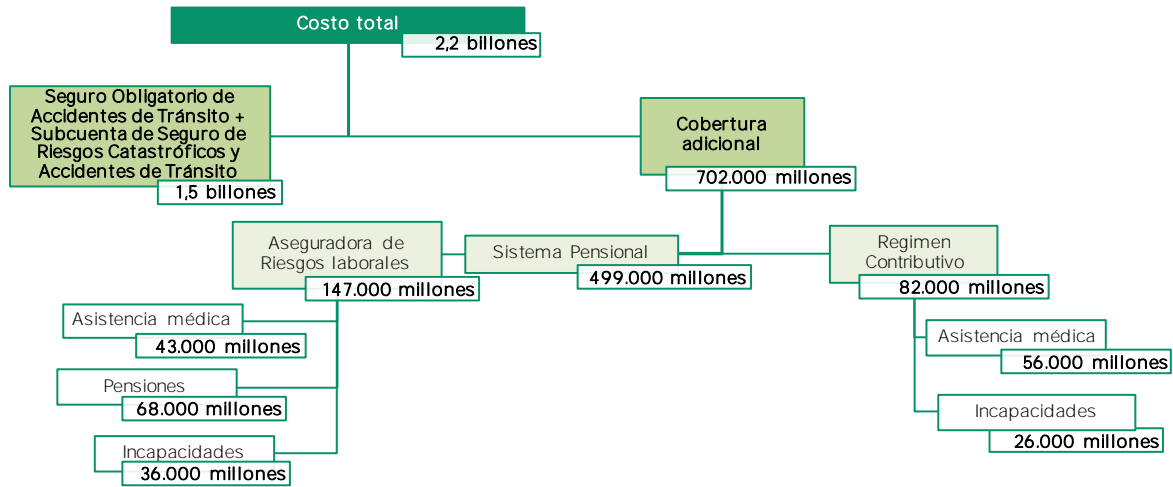 Costo total
2,2 billones
Seguro Obligatorio de
Accidentes de Tránsito +
Subcuenta de Seguro de
Riesgos Catastróficos y
Accidentes de Tránsito
1,5 billones
Cobertura
adicional
702.000 millones
Aseguradora de
Riesgos laborales
147.000 millones
Sistema Pensional
499.000 millones
Regimen
Contributivo
82.000 millones
Asistencia médica
43.000 millones
Pensiones
68.000 millones
Incapacidades
36.000 millones
Asistencia médica
56.000 millones
Incapacidades
26.000 millones